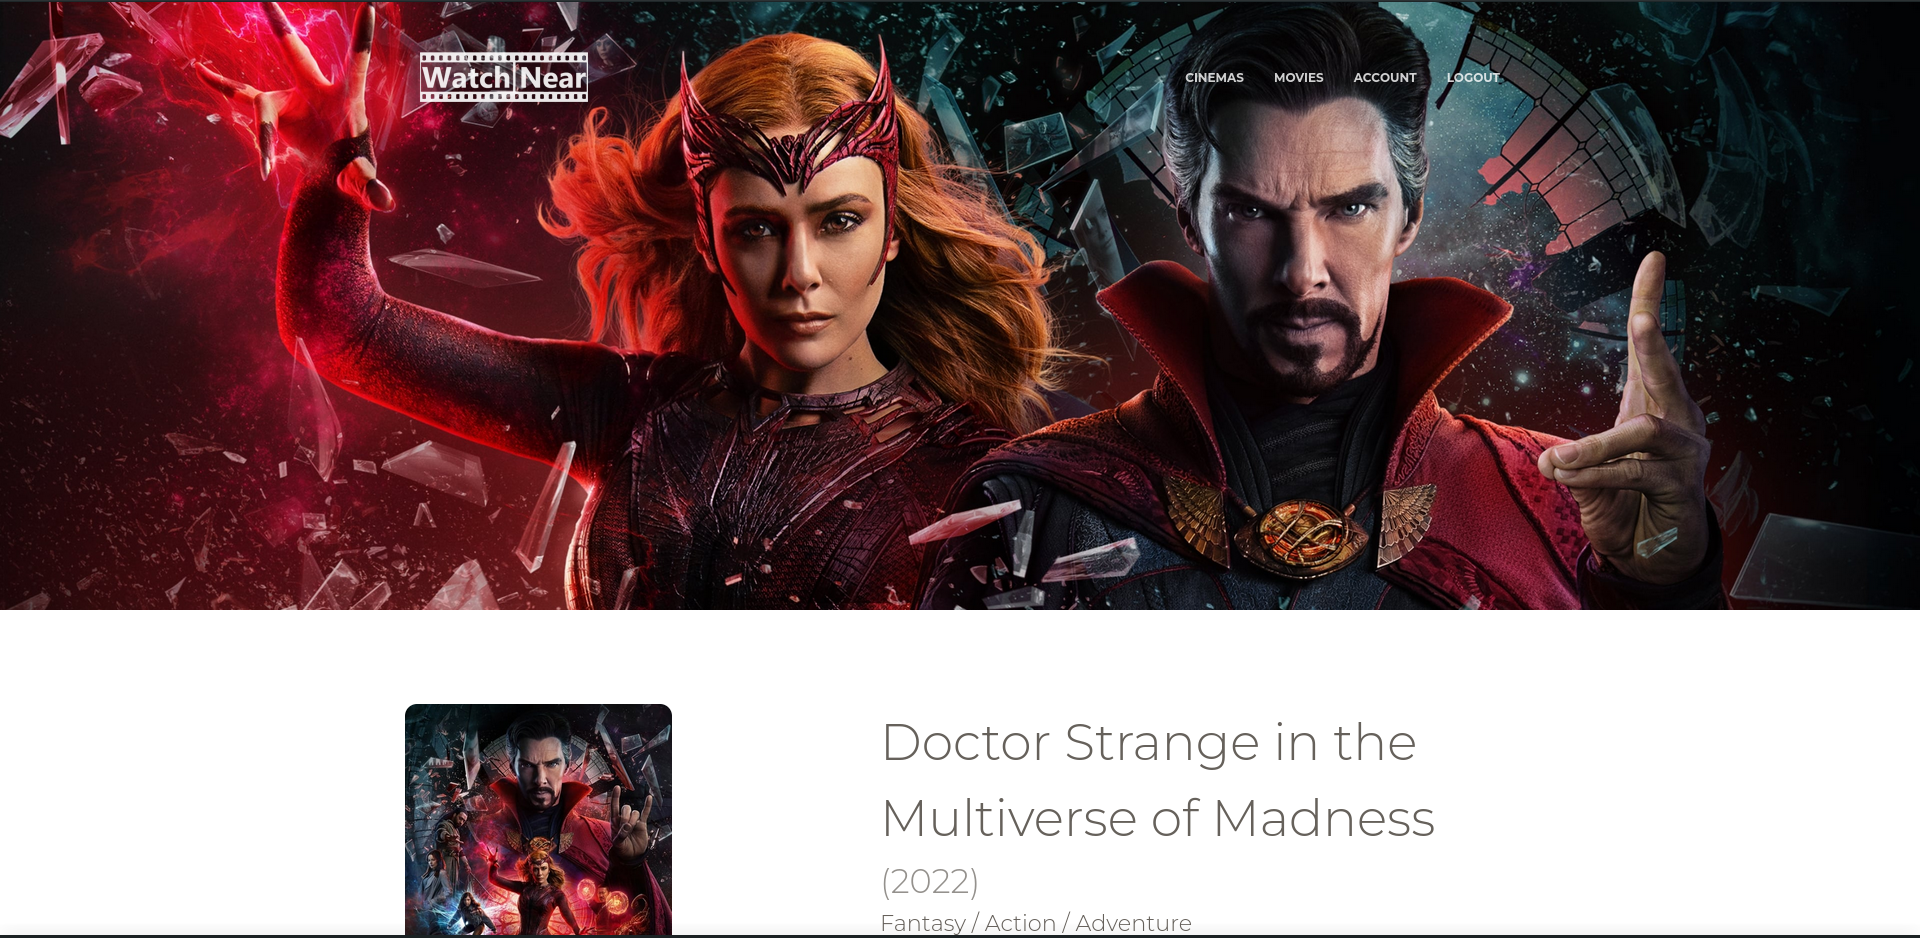 Watch Near
CINEMAS MOVIES ACCOUNT LOGOUT
Doctor Strange in the
Multiverse of Madness
(2022)
Fantasy / Action / Adventure